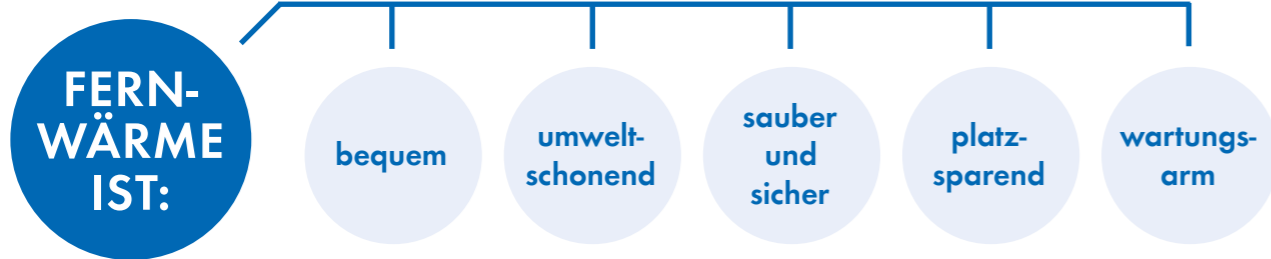 FERN-
WÄRME
IST:
bequem
umwelt-
schonend
sauber
und
sicher
platz-
sparend
wartungs-
arm